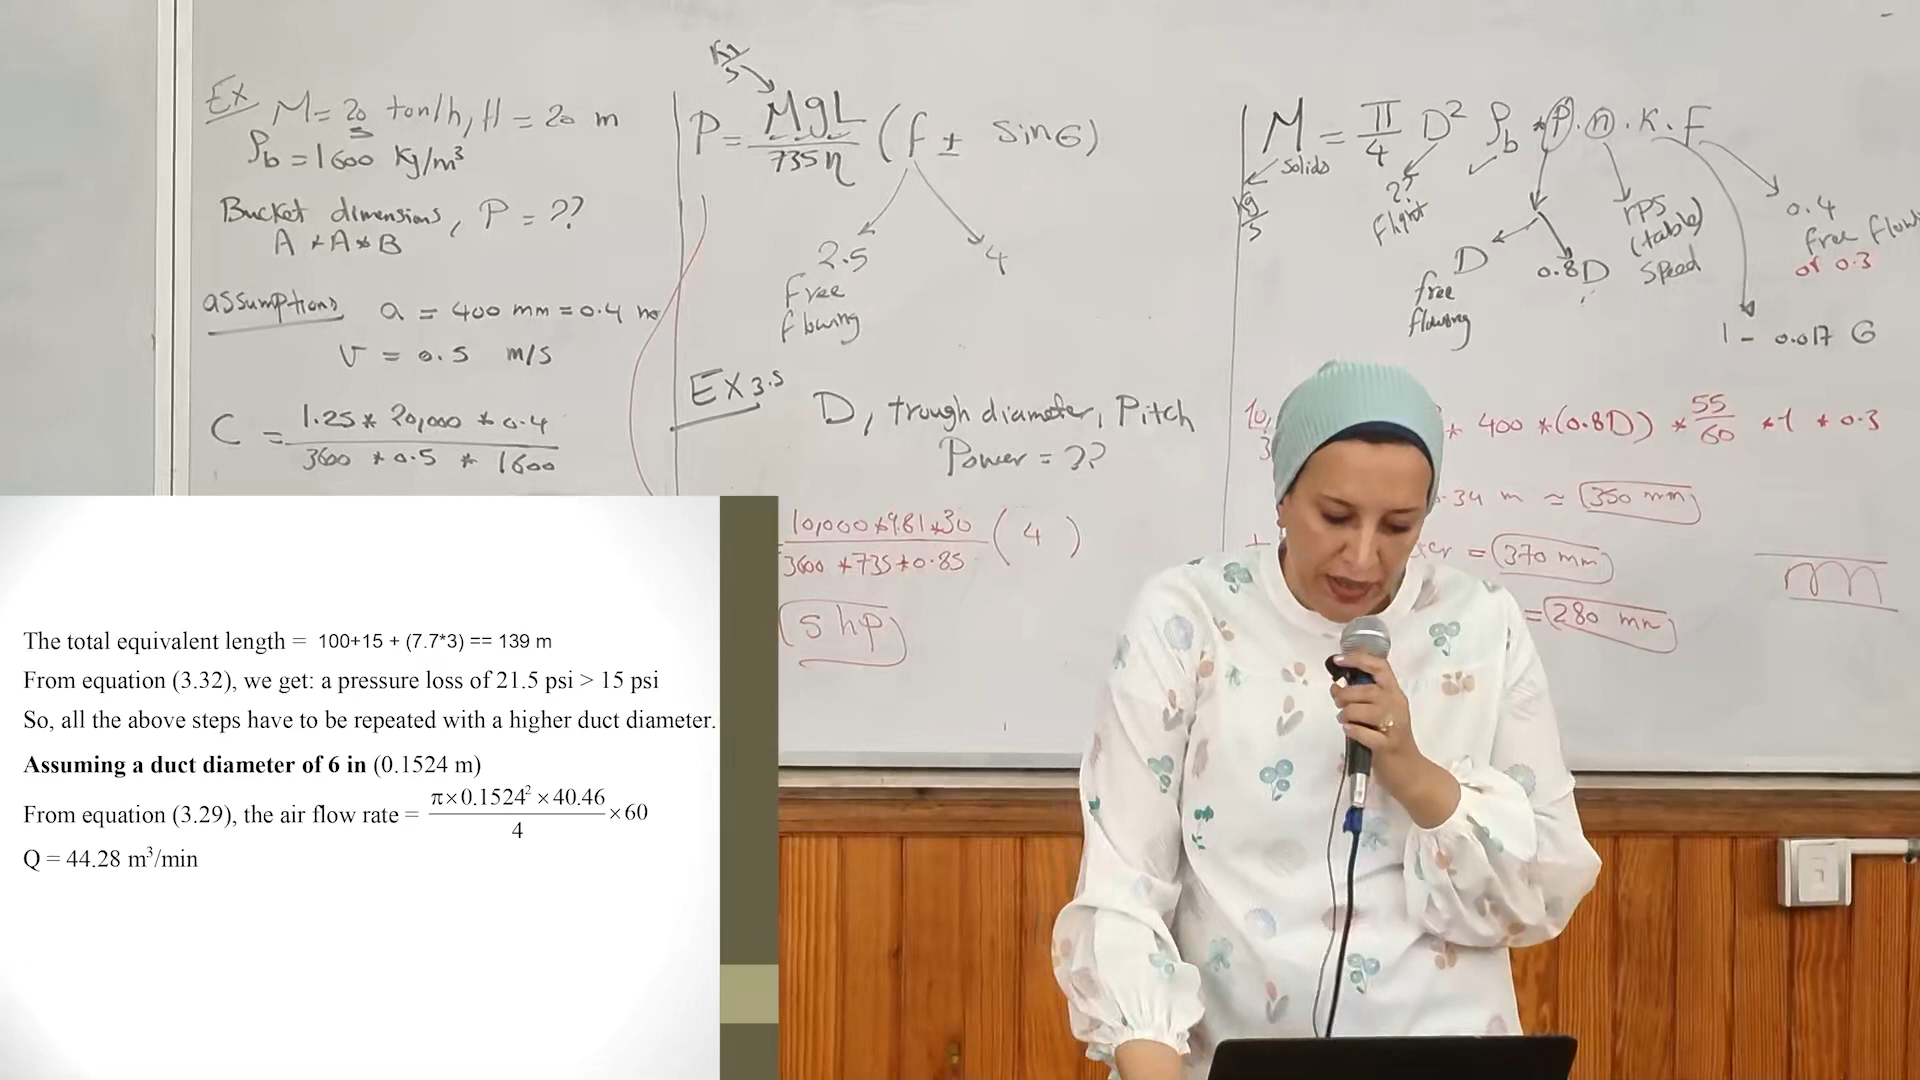 Ex M = 20 ton/h, H = 20 m
ρb = 1600 Kg/m³
Bucket dimensions, P = ??
A * A * B
assumptions a = 400 mm = 0.4 m
v = 0.5 m/s
C = 1.25 * 20,000 * 0.4 / 3600 * 0.5 * 1600
Kg/s
P = MgL / 735η (f ± sin θ)
2.5 free flowing
4
EX 3.5 D, trough diameter, Pitch
Power = ??
10,000 * 9.81 * 30 / 3600 * 735 * 0.85 ( 4 )
5 hp
M solids = π/4 D² ρb * P . n . K . F
kg/s
??
flight
D
free flowing
0.8D
rps
(table)
speed
0.4
free
or 0.3
1 - 0.017 θ
* 400 * (0.8D) * 55/60 * 1 * 0.3
34 m ≈ 350 mm
= 370 mm
= 280 mm
The total equivalent length = 100+15 + (7.7*3) == 139 m
From equation (3.32), we get: a pressure loss of 21.5 psi > 15 psi
So, all the above steps have to be repeated with a higher duct diameter.
Assuming a duct diameter of 6 in (0.1524 m)
From equation (3.29), the air flow rate = π×0.1524²×40.46 / 4 ×60
Q = 44.28 m³/min